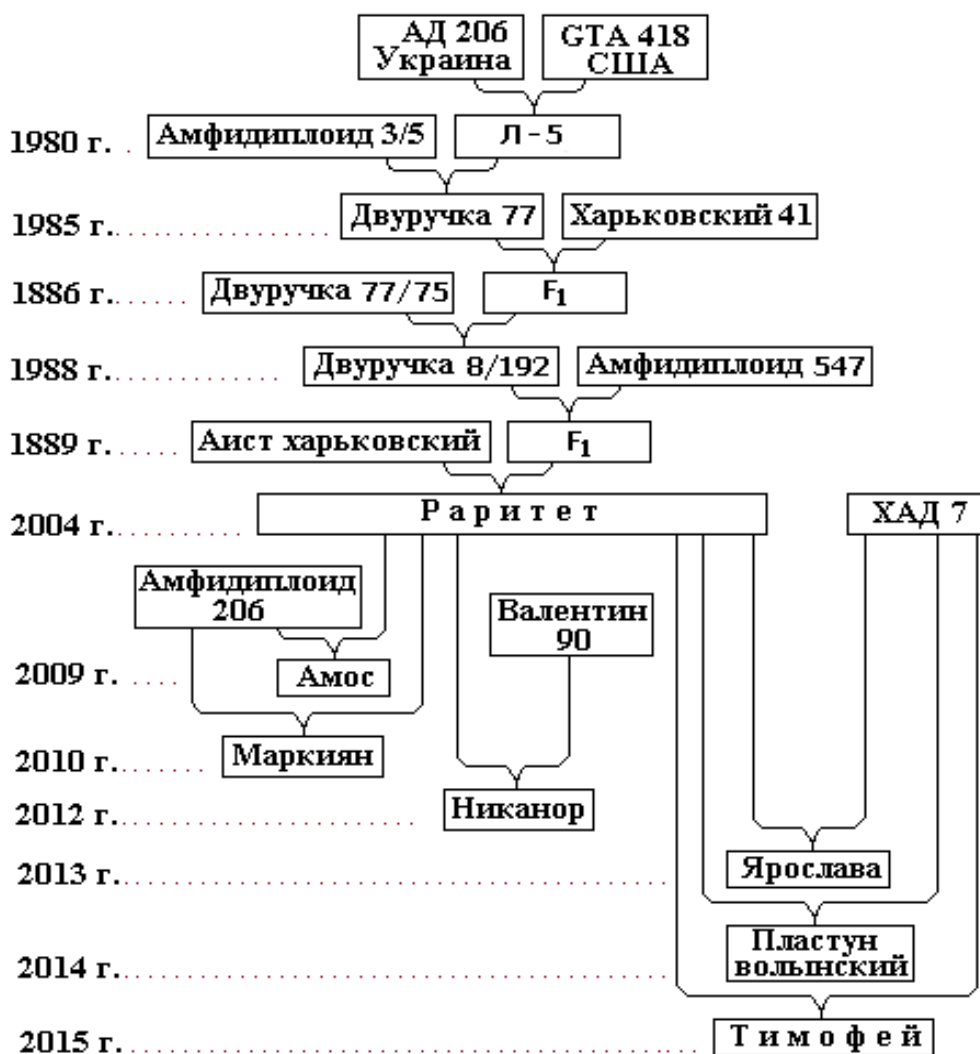 АД 206
Украина
GTA 418
США
1980 г.
Амфидиплоид 3/5
Л - 5
1985 г.
Двуручка 77
Харьковский 41
1886 г.
Двуручка 77/75
F₁
1988 г.
Двуручка 8/192
Амфидиплоид 547
1889 г.
Аист харьковский
F₁
2004 г.
Раритет
ХАД 7
Амфидиплоид
206
Валентин
90
2009 г.
Амос
2010 г.
Маркиян
2012 г.
Никанор
2013 г.
Ярослава
2014 г.
Пластун
волынский
2015 г.
Тимофей